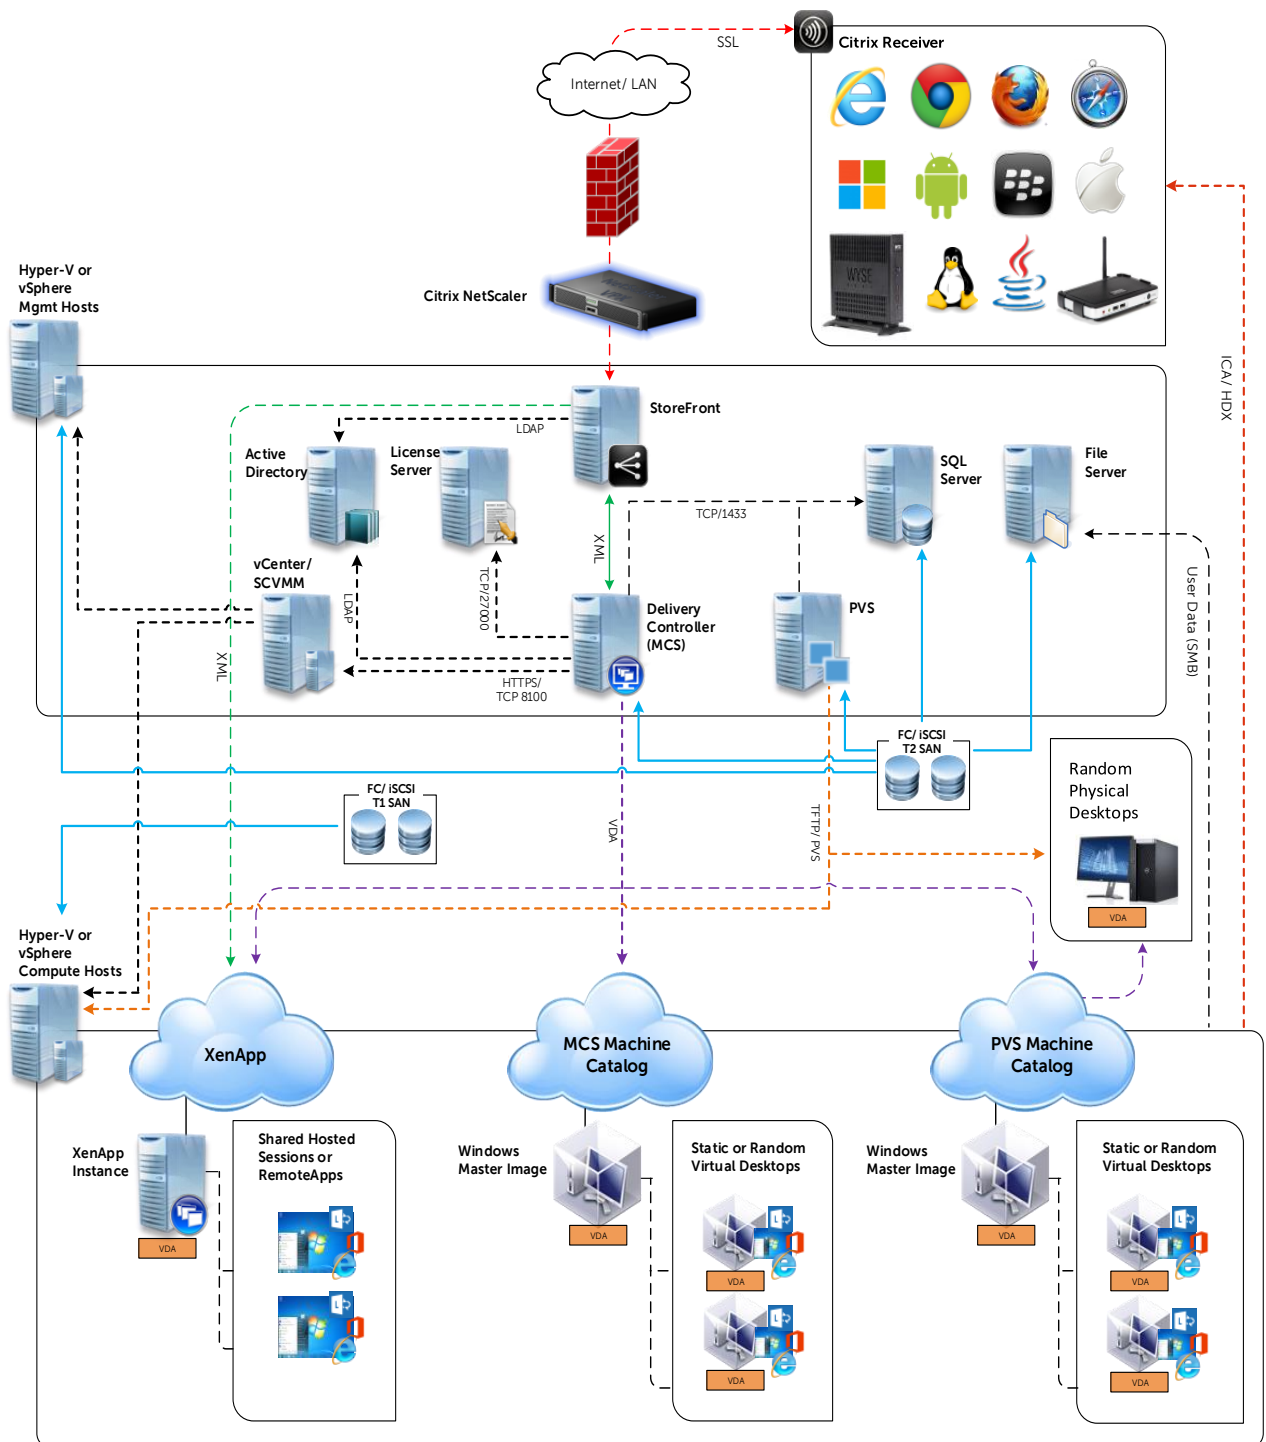 SSL
Citrix Receiver
Internet/ LAN
WYSE
Citrix NetScaler
Hyper-V or
vSphere
Mgmt Hosts
ICA/ HDX
StoreFront
LDAP
Active
Directory
License
Server
SQL
Server
File
Server
TCP/1433
XML
vCenter/
SCVMM
LDAP
TCP/27000
Delivery
Controller
(MCS)
PVS
User Data (SMB)
XML
HTTPS/
TCP 8100
FC/ iSCSI
T2 SAN
FC/ iSCSI
T1 SAN
VDA
TFTP/ PVS
Random
Physical
Desktops
VDA
Hyper-V or
vSphere
Compute Hosts
XenApp
MCS Machine
Catalog
PVS Machine
Catalog
XenApp
Instance
VDA
Shared Hosted
Sessions or
RemoteApps
Windows
Master Image
VDA
Static or Random
Virtual Desktops
VDA
VDA
Windows
Master Image
VDA
Static or Random
Virtual Desktops
VDA
VDA